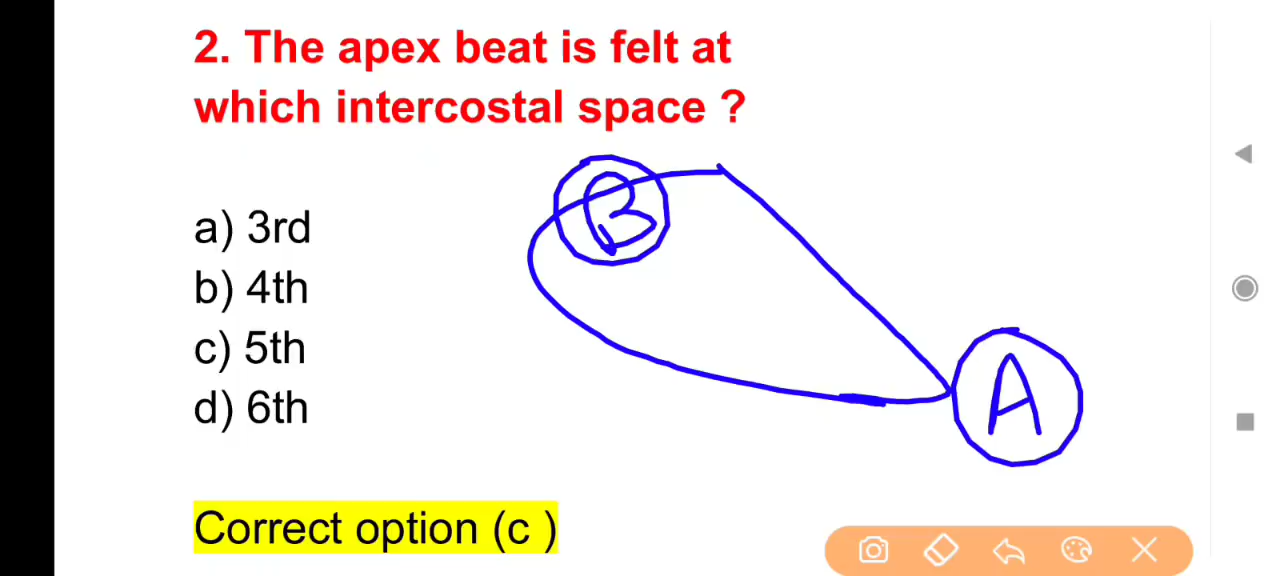 2. The apex beat is felt at
which intercostal space ?
B
a) 3rd
b) 4th
c) 5th
d) 6th
A
Correct option (c )